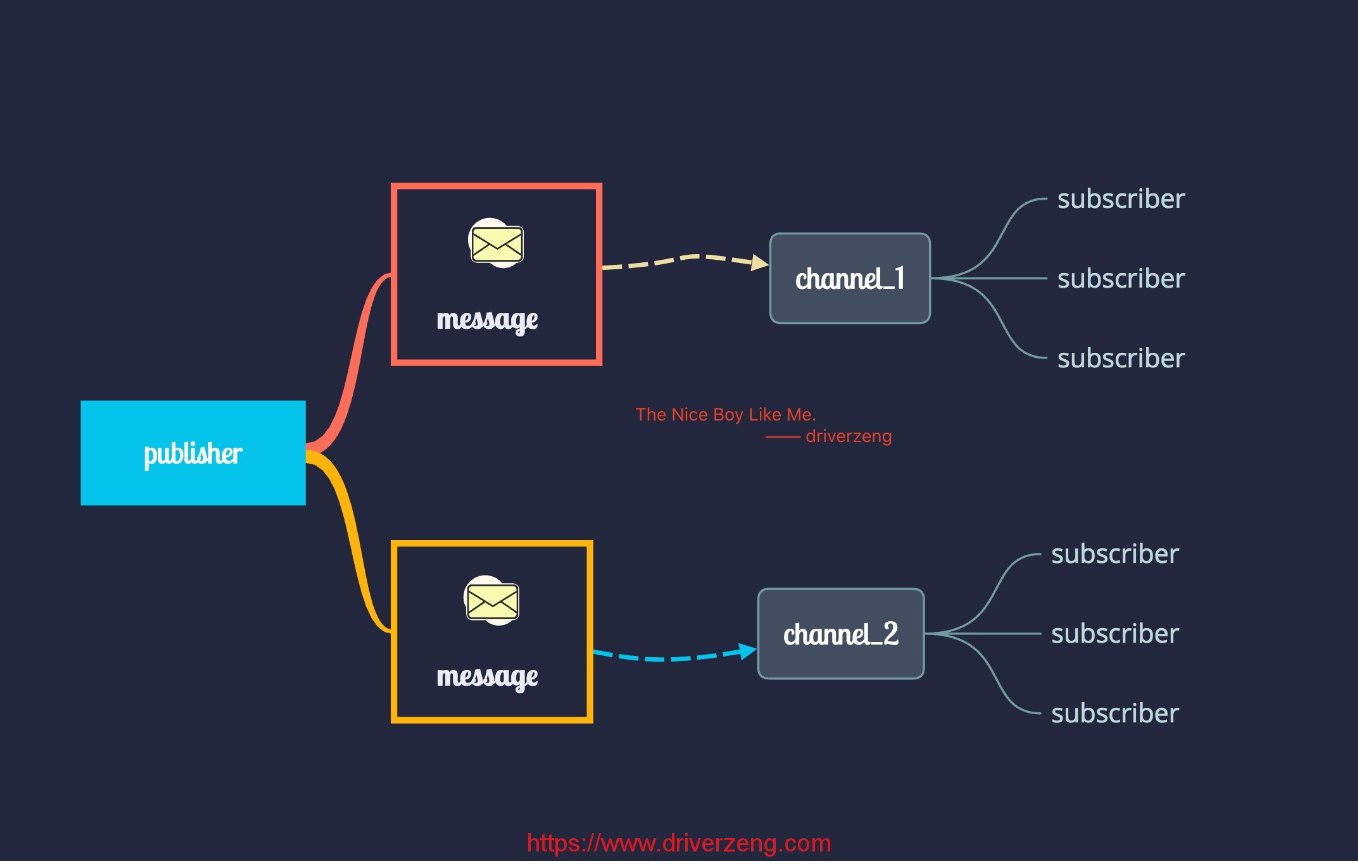 subscriber
channel_1
subscriber
message
subscriber
The Nice Boy Like Me.
—— driverzeng
publisher
subscriber
channel_2
subscriber
message
subscriber
https://www.driverzeng.com